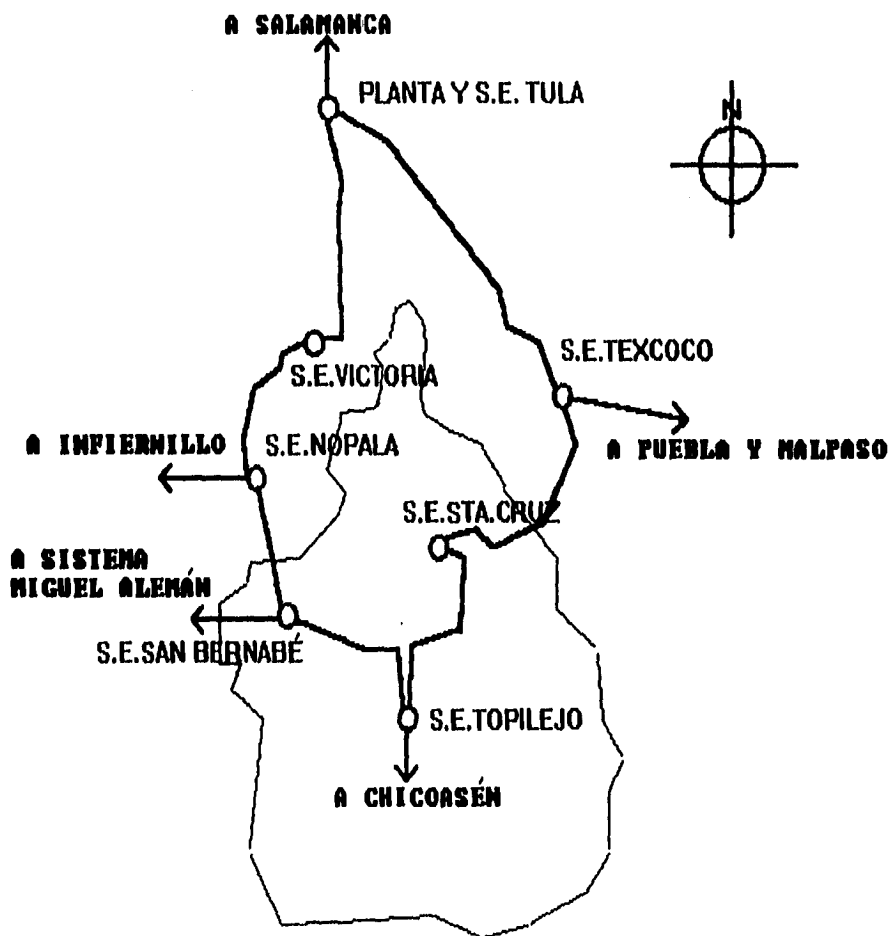 A SALAMANCA
PLANTA Y S.E. TULA
N
S.E.TEXCOCO
S.E.VICTORIA
A INFIERNILLO
S.E.NOPALA
A PUEBLA Y MALPASO
S.E.STA.CRUZ
A SISTEMA
MIGUEL ALEMÁN
S.E.SAN BERNABÉ
S.E.TOPILEJO
A CHICOASÉN